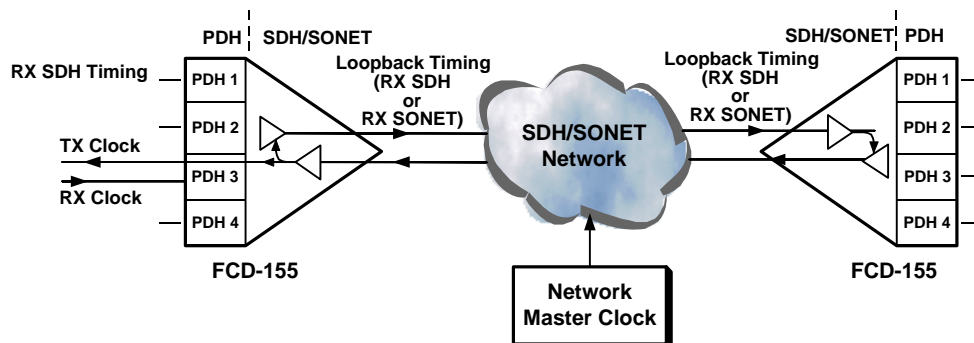 PDH
SDH/SONET
SDH/SONET
PDH
RX SDH Timing
Loopback Timing
(RX SDH
or
RX SONET)
Loopback Timing
(RX SDH
or
RX SONET)
PDH 1
PDH 2
PDH 3
PDH 4
TX Clock
RX Clock
SDH/SONET
Network
PDH 1
PDH 2
PDH 3
PDH 4
FCD-155
FCD-155
Network
Master Clock